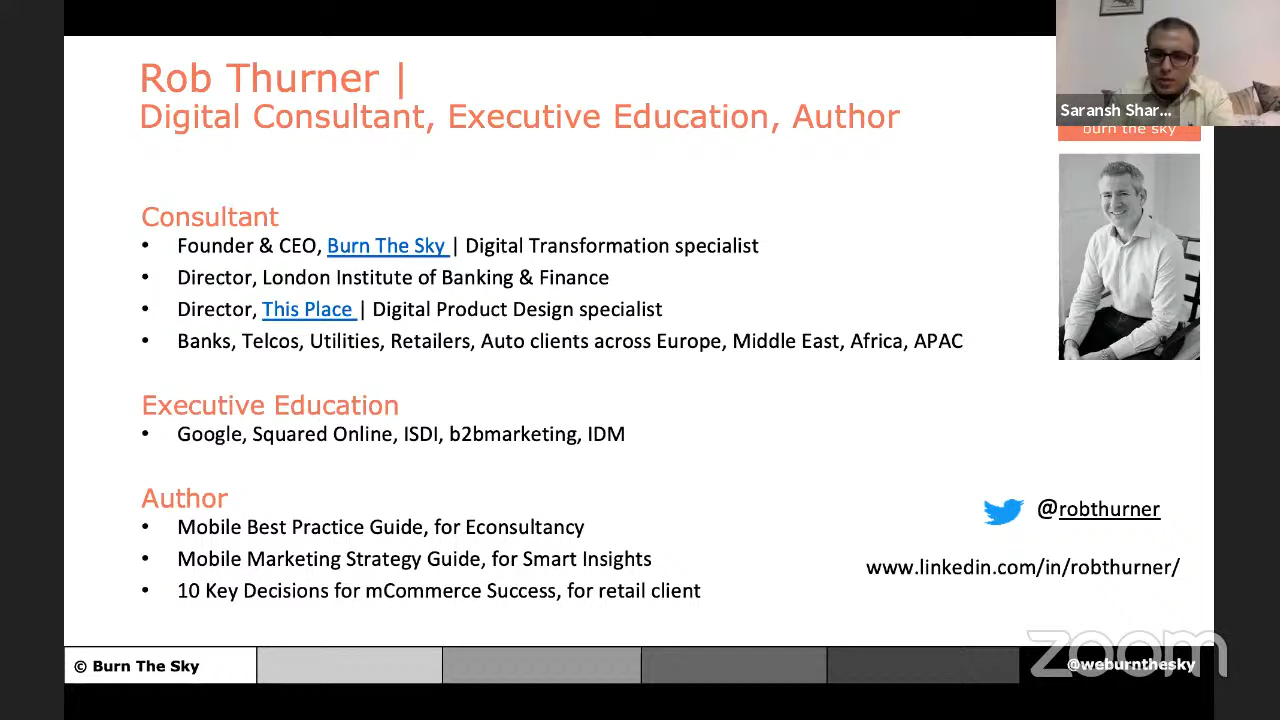 Rob Thurner |
Digital Consultant, Executive Education, Author
Saransh Shar...
burn the sky
Consultant
• Founder & CEO, Burn The Sky | Digital Transformation specialist
• Director, London Institute of Banking & Finance
• Director, This Place | Digital Product Design specialist
• Banks, Telcos, Utilities, Retailers, Auto clients across Europe, Middle East, Africa, APAC
Executive Education
• Google, Squared Online, ISDI, b2bmarketing, IDM
Author
• Mobile Best Practice Guide, for Econsultancy
• Mobile Marketing Strategy Guide, for Smart Insights
• 10 Key Decisions for mCommerce Success, for retail client
@robthurner
www.linkedin.com/in/robthurner/
© Burn The Sky
@weburnthesky
zoom